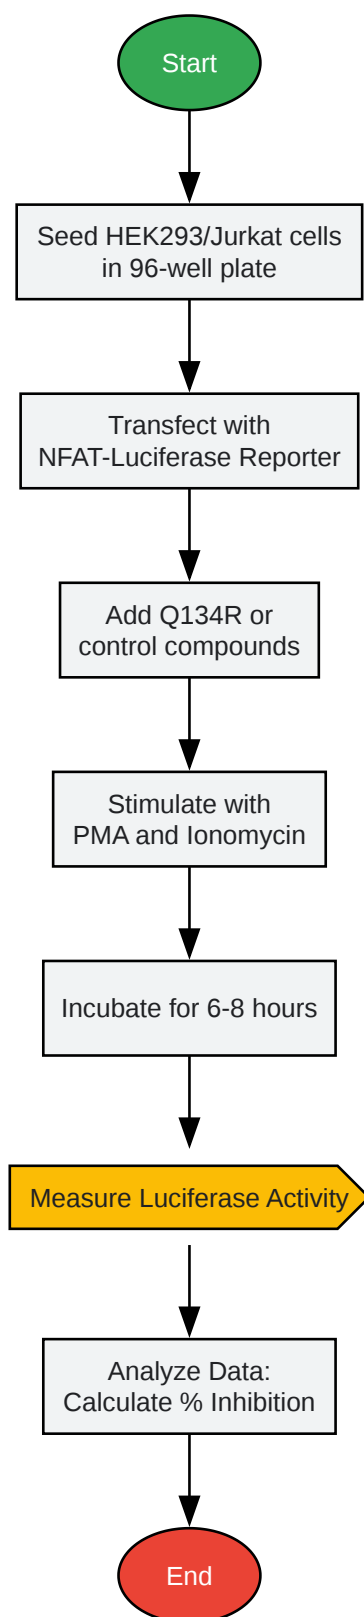 Start
Seed HEK293/Jurkat cells
in 96-well plate
Transfect with
NFAT-Luciferase Reporter
Add Q134R or
control compounds
Stimulate with
PMA and Ionomycin
Incubate for 6-8 hours
Measure Luciferase Activity
Analyze Data:
Calculate % Inhibition
End